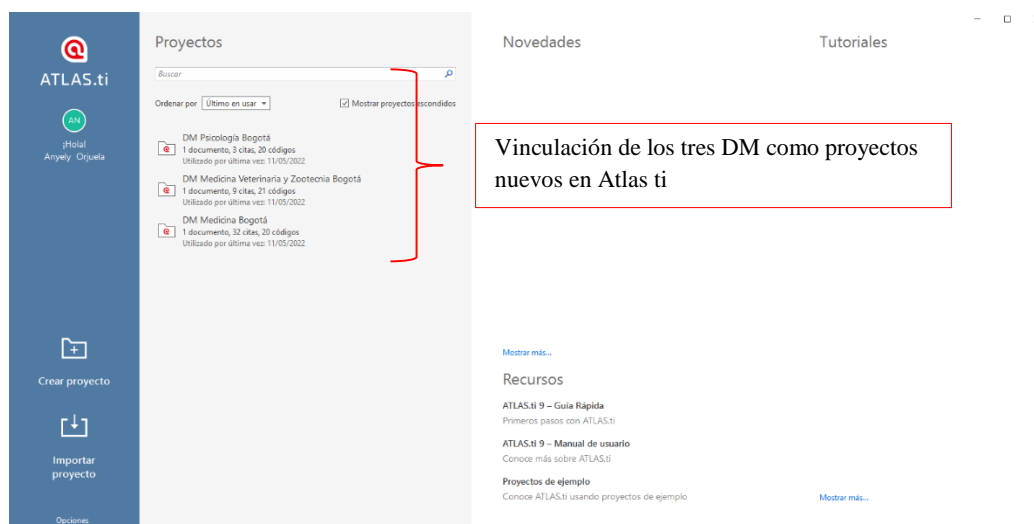 ATLAS.ti
AN
¡Hola!
Anyely Orjuela
Crear proyecto
Importar
proyecto
Opciones
Proyectos
Buscar
Ordenar por Último en usar
Mostrar proyectos escondidos
DM Psicología Bogotá
1 documento, 3 citas, 20 códigos
Utilizado por última vez: 11/05/2022
DM Medicina Veterinaria y Zootecnia Bogotá
1 documento, 9 citas, 21 códigos
Utilizado por última vez: 11/05/2022
DM Medicina Bogotá
1 documento, 32 citas, 20 códigos
Utilizado por última vez: 11/05/2022
Novedades
Vinculación de los tres DM como proyectos
nuevos en Atlas ti
Mostrar más...
Recursos
ATLAS.ti 9 – Guía Rápida
Primeros pasos con ATLAS.ti
ATLAS.ti 9 – Manual de usuario
Conoce más sobre ATLAS.ti
Proyectos de ejemplo
Conoce ATLAS.ti usando proyectos de ejemplo
Tutoriales
Mostrar más...